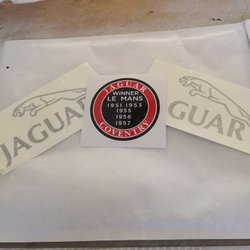 JAGUAR
JAGUAR
WINNER
LE MANS
1951 1953
1955
1956
1957
COVENTRY
GUAR